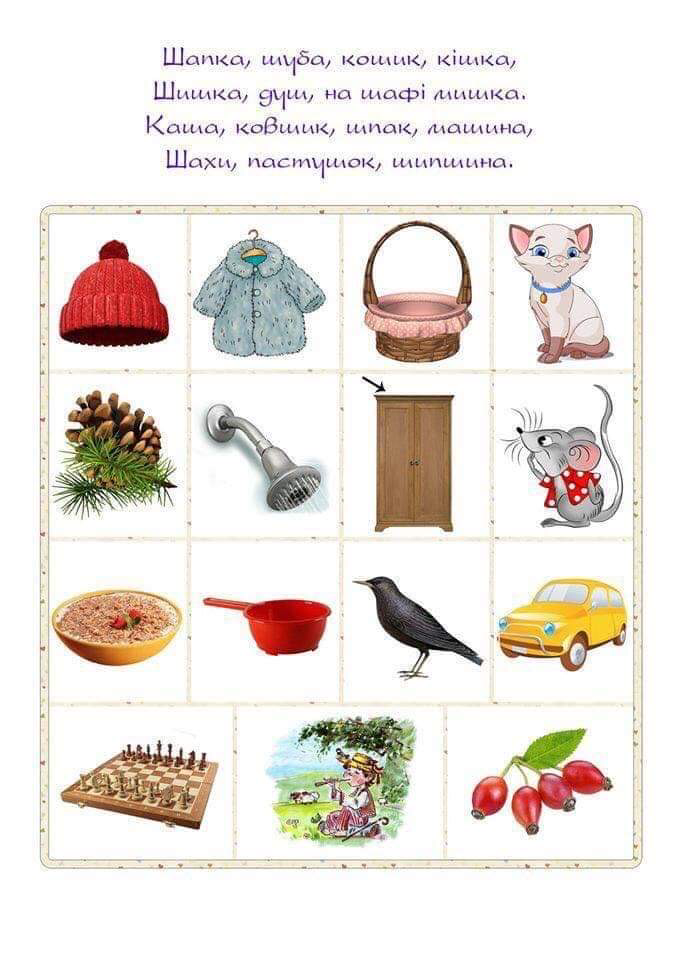 Шапка, шуба, кошик, кішка,
Шишка, душ, на шафі мишка.
Каша, ковшик, шпак, машина,
Шахи, пастушок, шипшина.